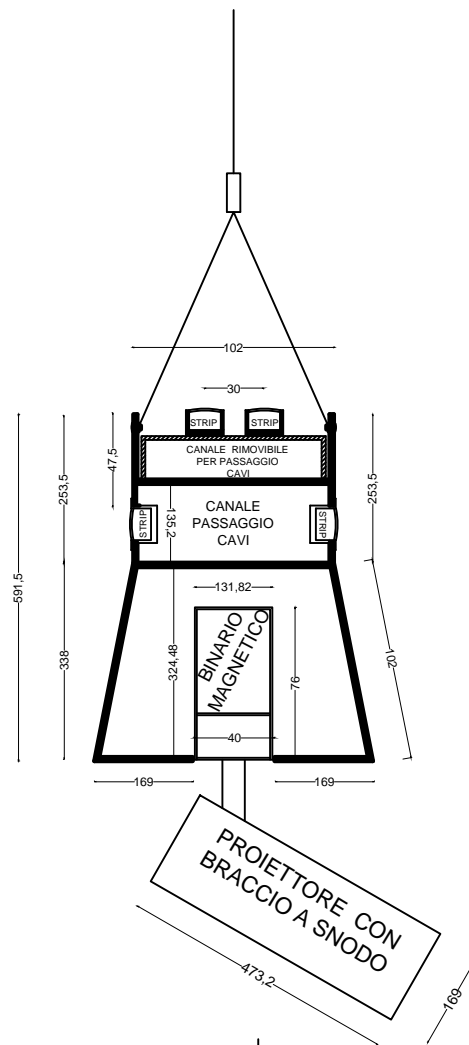 102
30
STRIP
STRIP
CANALE RIMOVIBILE
PER PASSAGGIO
CAVI
47,5
253,5
253,5
591,5
CANALE
PASSAGGIO
CAVI
135,2
STRIP
STRIP
131,82
BINARIO
MAGNETICO
338
324,48
76
102
40
169
169
PROIETTORE CON
BRACCIO A SNODO
473,2
169